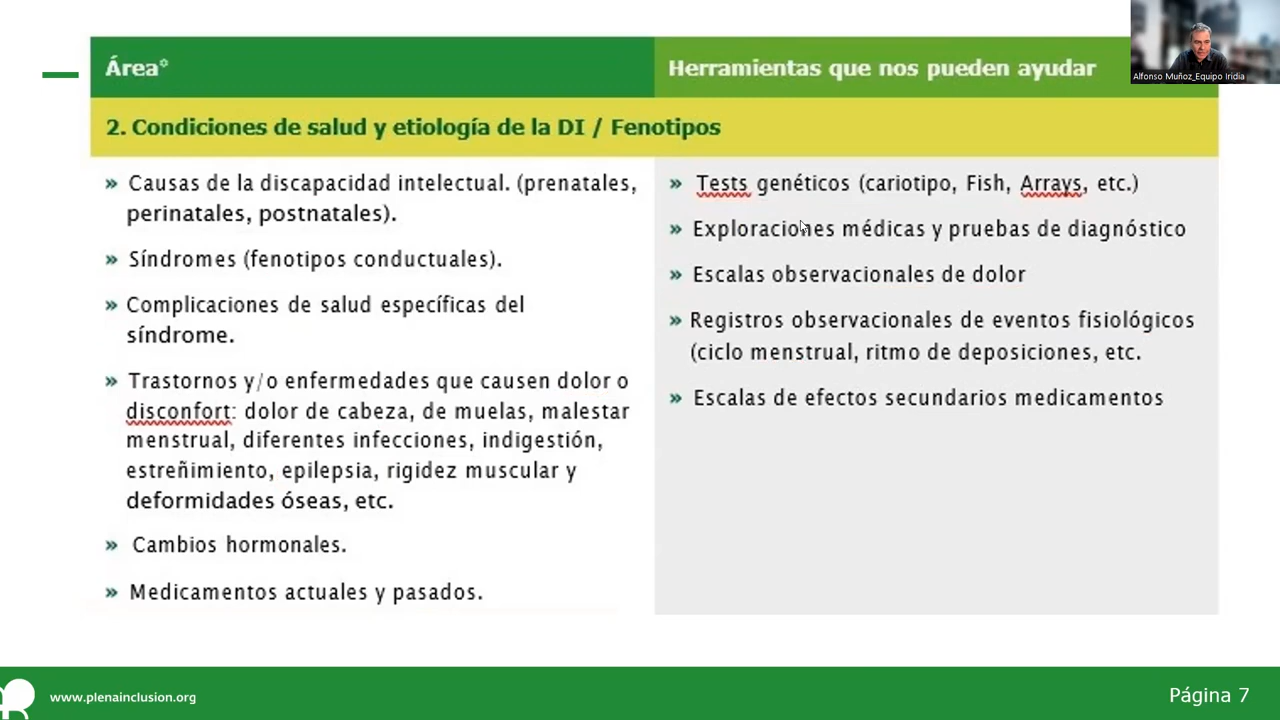 Área*
Herramientas que nos pueden ayudar
Alfonso Muñoz_Equipo Iridia
2. Condiciones de salud y etiología de la DI / Fenotipos
» Causas de la discapacidad intelectual. (prenatales,
perinatales, postnatales).
» Síndromes (fenotipos conductuales).
» Complicaciones de salud específicas del
síndrome.
» Trastornos y/o enfermedades que causen dolor o
disconfort: dolor de cabeza, de muelas, malestar
menstrual, diferentes infecciones, indigestión,
estreñimiento, epilepsia, rigidez muscular y
deformidades óseas, etc.
» Cambios hormonales.
» Medicamentos actuales y pasados.
» Tests genéticos (cariotipo, Fish, Arrays, etc.)
» Exploraciones médicas y pruebas de diagnóstico
» Escalas observacionales de dolor
» Registros observacionales de eventos fisiológicos
(ciclo menstrual, ritmo de deposiciones, etc.
» Escalas de efectos secundarios medicamentos
www.plenainclusion.org
Página 7